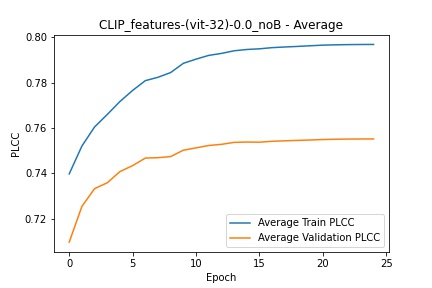 CLIP_features-(vit-32)-0.0_noB - Average
0.80
0.78
0.76
0.74
0.72
PLCC
0 5 10 15 20 25
Epoch
Average Train PLCC
Average Validation PLCC